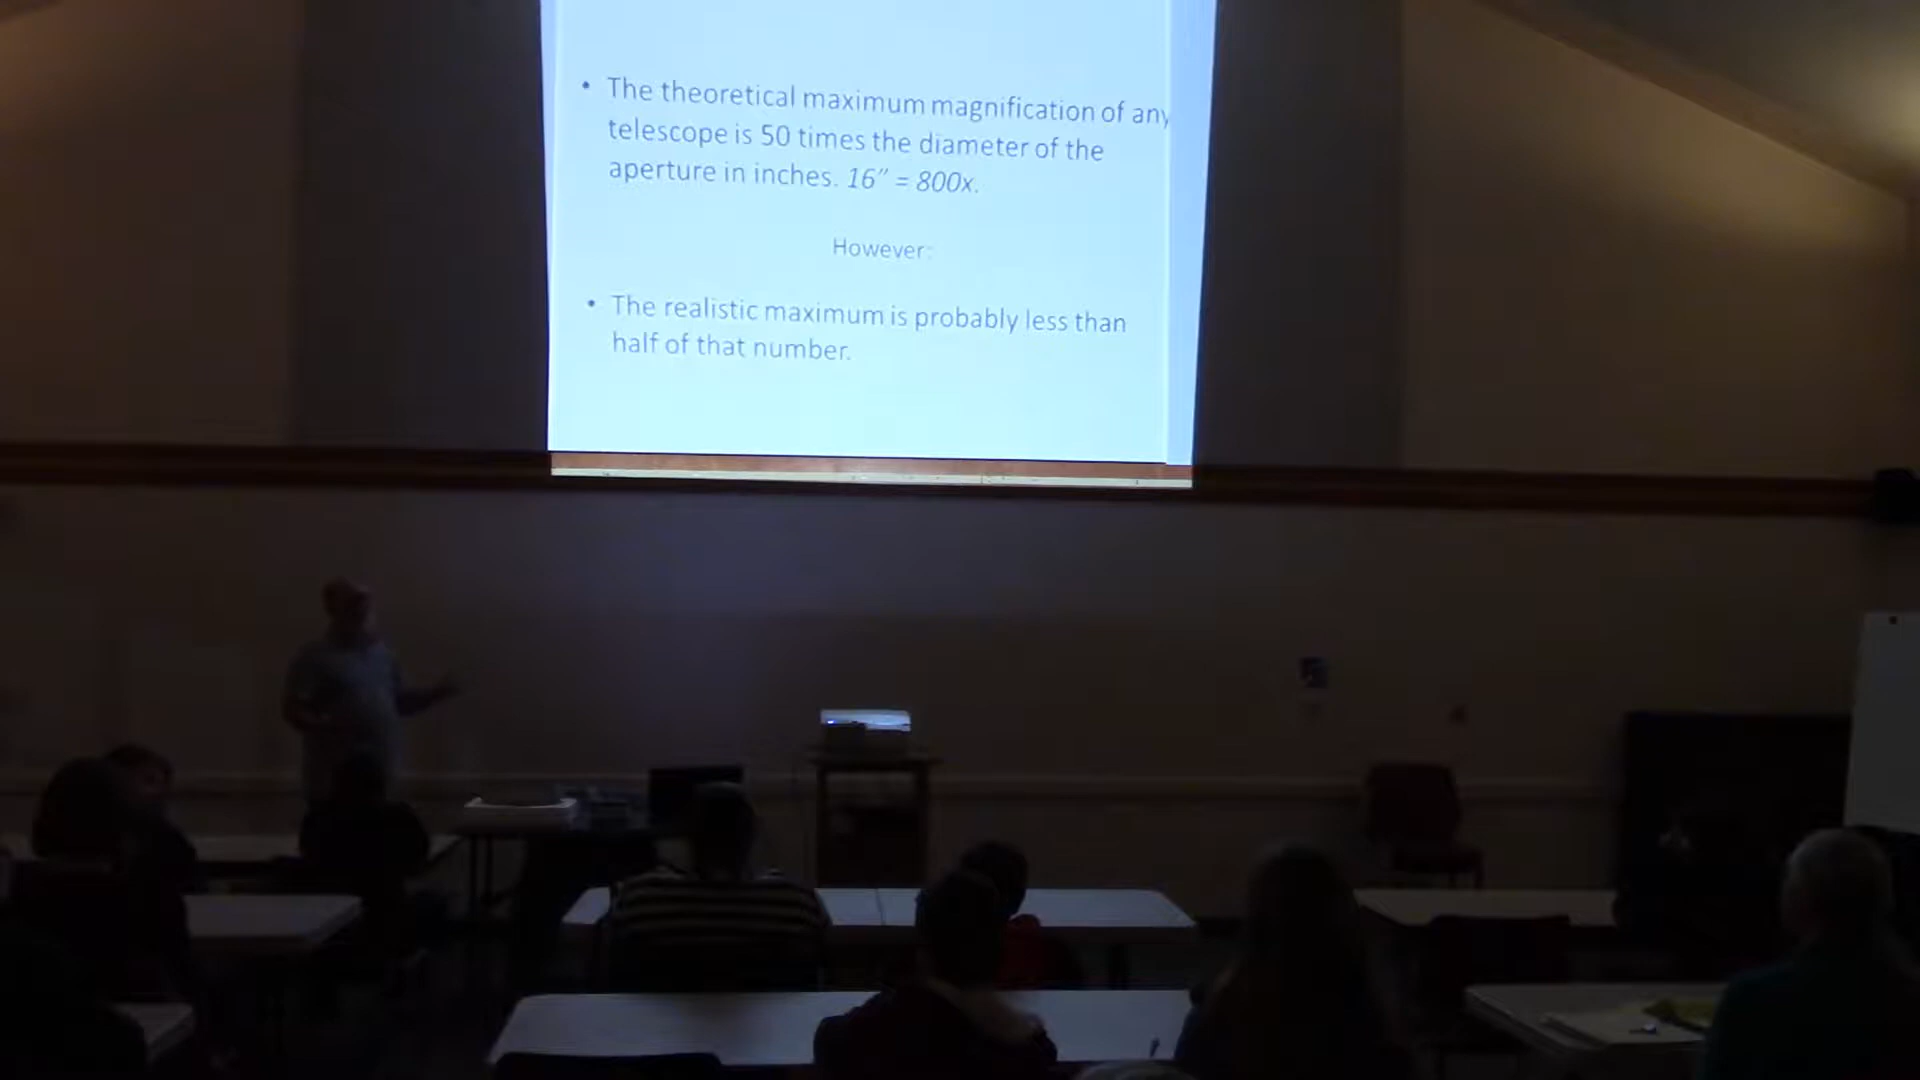 • The theoretical maximum magnification of any
telescope is 50 times the diameter of the
aperture in inches. 16” = 800x.
However:
• The realistic maximum is probably less than
half of that number.